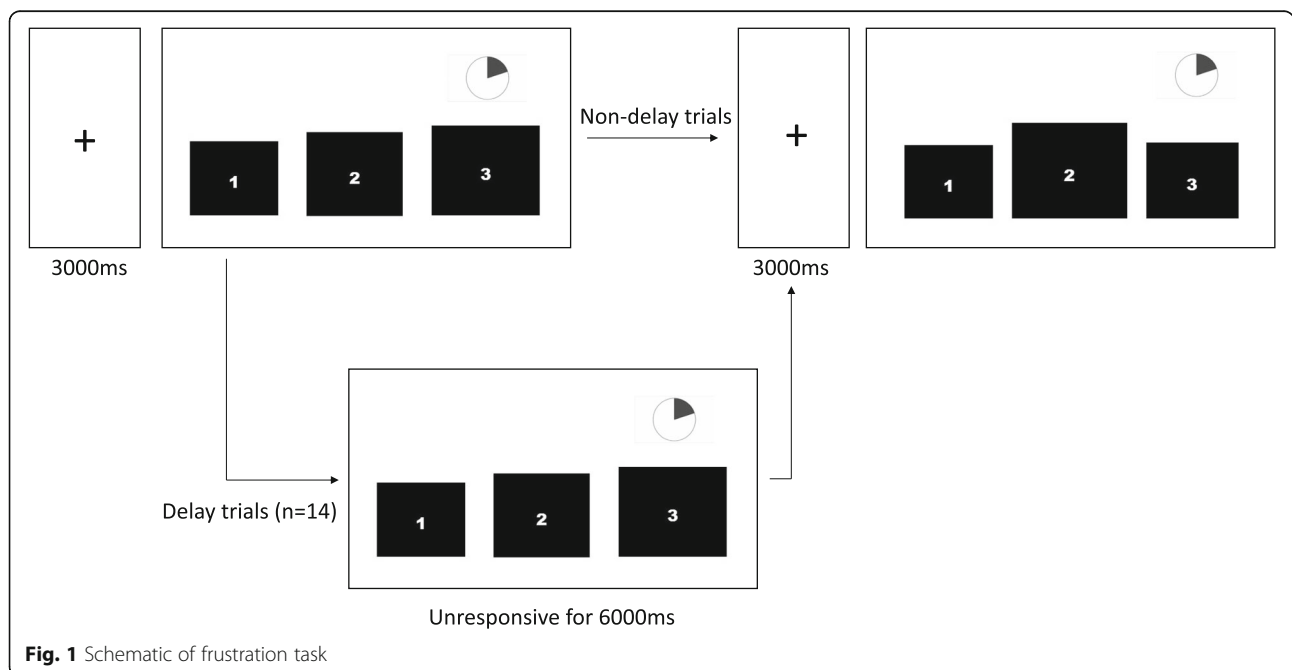 +
1
2
3
3000ms
Non-delay trials
+
3000ms
1
2
3
Delay trials (n=14)
1
2
3
Unresponsive for 6000ms
Fig. 1 Schematic of frustration task